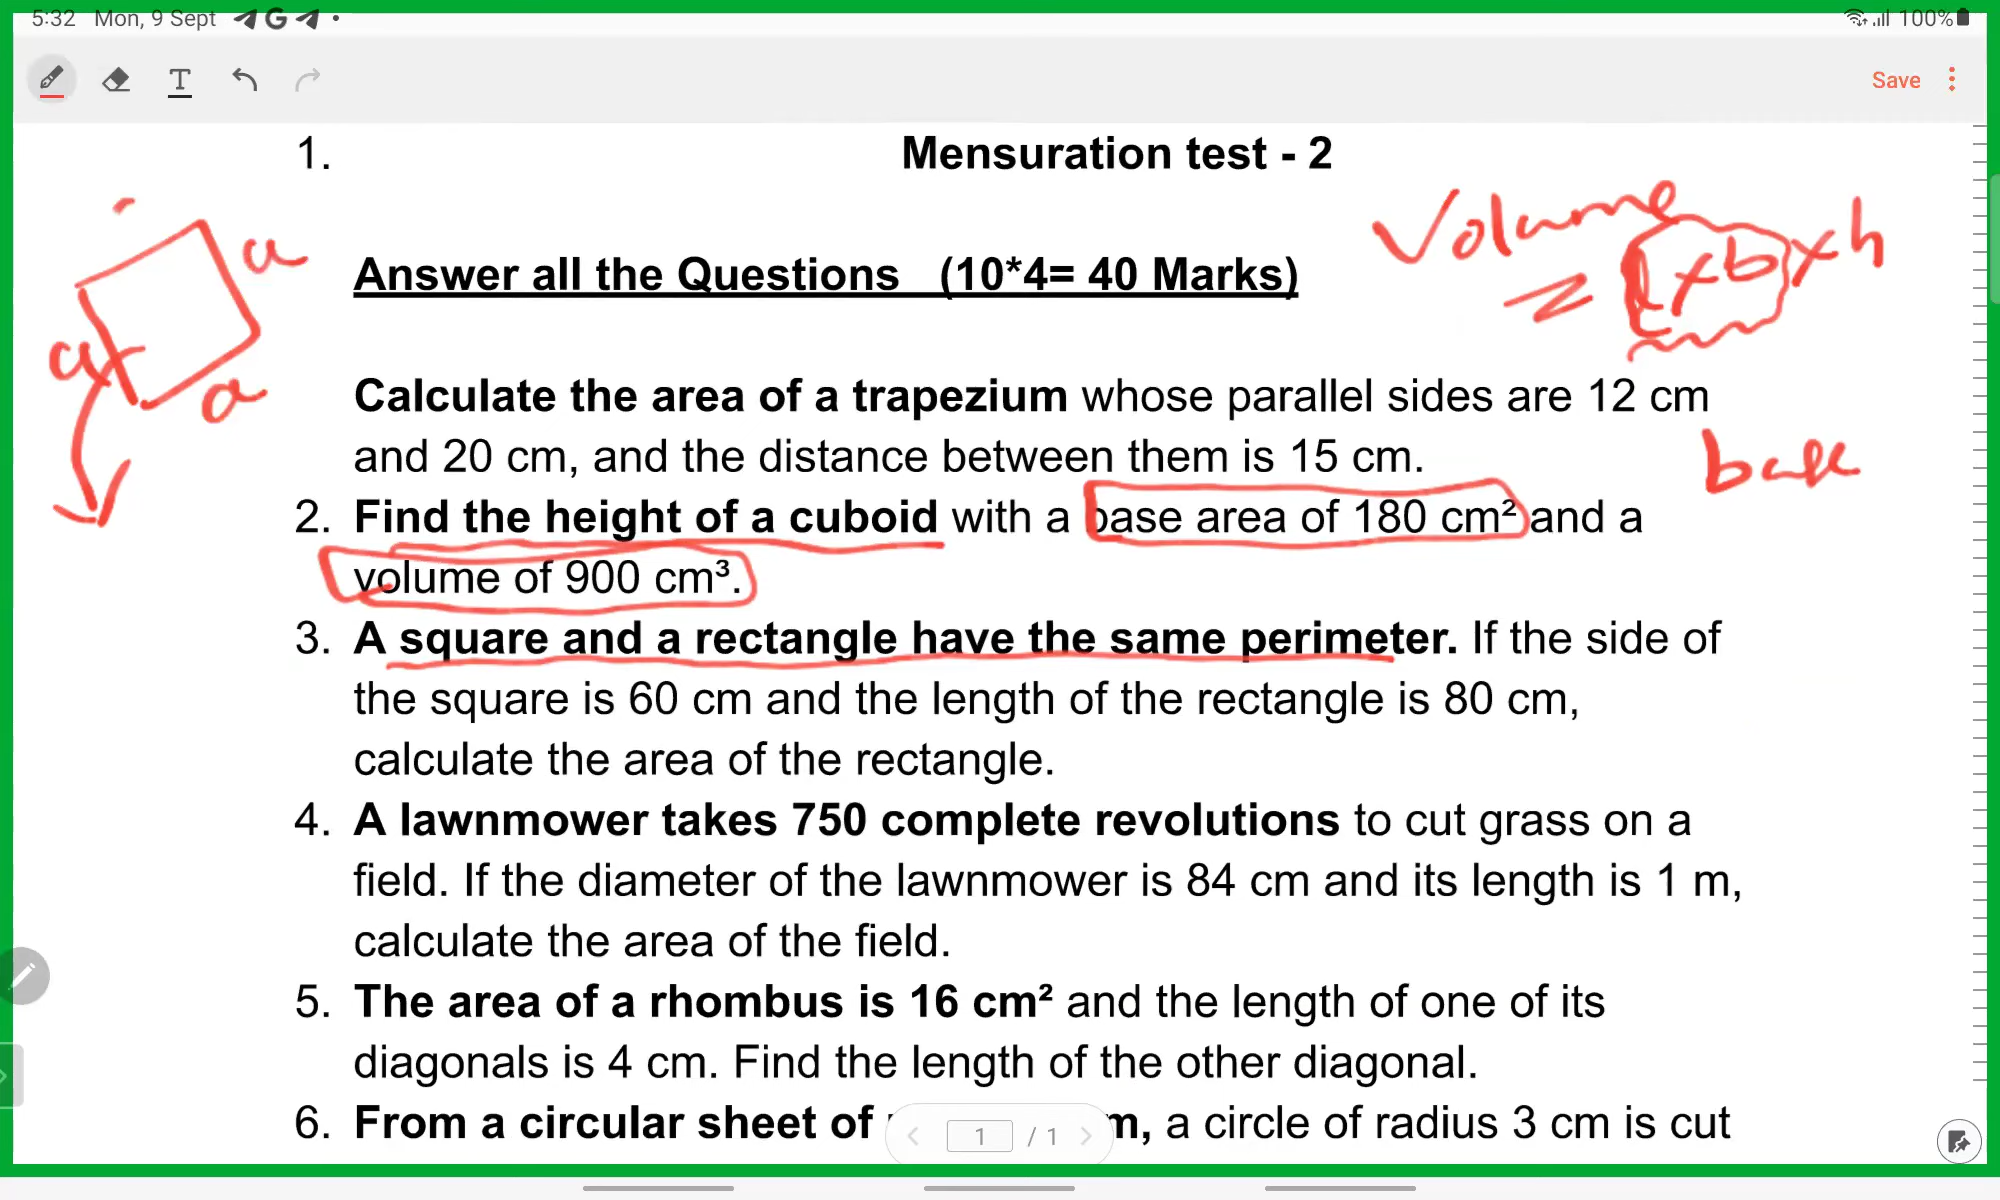 5:32 Mon, 9 Sept
100%
T
Save
1. Mensuration test - 2
Volume
= l×b×h
a
a
a
Answer all the Questions (10*4= 40 Marks)
Calculate the area of a trapezium whose parallel sides are 12 cm
and 20 cm, and the distance between them is 15 cm.
base
2. Find the height of a cuboid with a base area of 180 cm² and a
volume of 900 cm³.
3. A square and a rectangle have the same perimeter. If the side of
the square is 60 cm and the length of the rectangle is 80 cm,
calculate the area of the rectangle.
4. A lawnmower takes 750 complete revolutions to cut grass on a
field. If the diameter of the lawnmower is 84 cm and its length is 1 m,
calculate the area of the field.
5. The area of a rhombus is 16 cm² and the length of one of its
diagonals is 4 cm. Find the length of the other diagonal.
6. From a circular sheet of m, a circle of radius 3 cm is cut
1 / 1